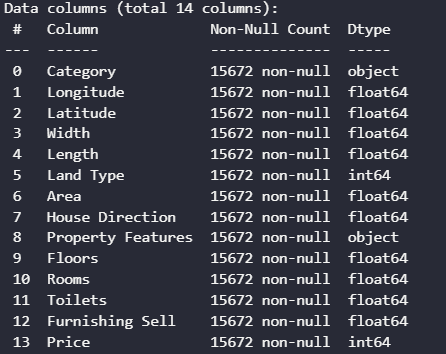 Data columns (total 14 columns):
 #   Column             Non-Null Count  Dtype
---  ------             --------------  -----
 0   Category           15672 non-null  object
 1   Longitude          15672 non-null  float64
 2   Latitude           15672 non-null  float64
 3   Width              15672 non-null  float64
 4   Length             15672 non-null  float64
 5   Land Type          15672 non-null  int64
 6   Area               15672 non-null  float64
 7   House Direction    15672 non-null  float64
 8   Property Features  15672 non-null  object
 9   Floors             15672 non-null  float64
 10  Rooms              15672 non-null  float64
 11  Toilets            15672 non-null  float64
 12  Furnishing Sell    15672 non-null  float64
 13  Price              15672 non-null  int64